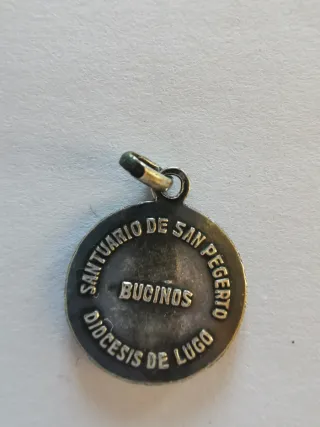 SANTUARIO DE SAN PEGERTO
BUCIÑOS
DIOCESIS DE LUGO